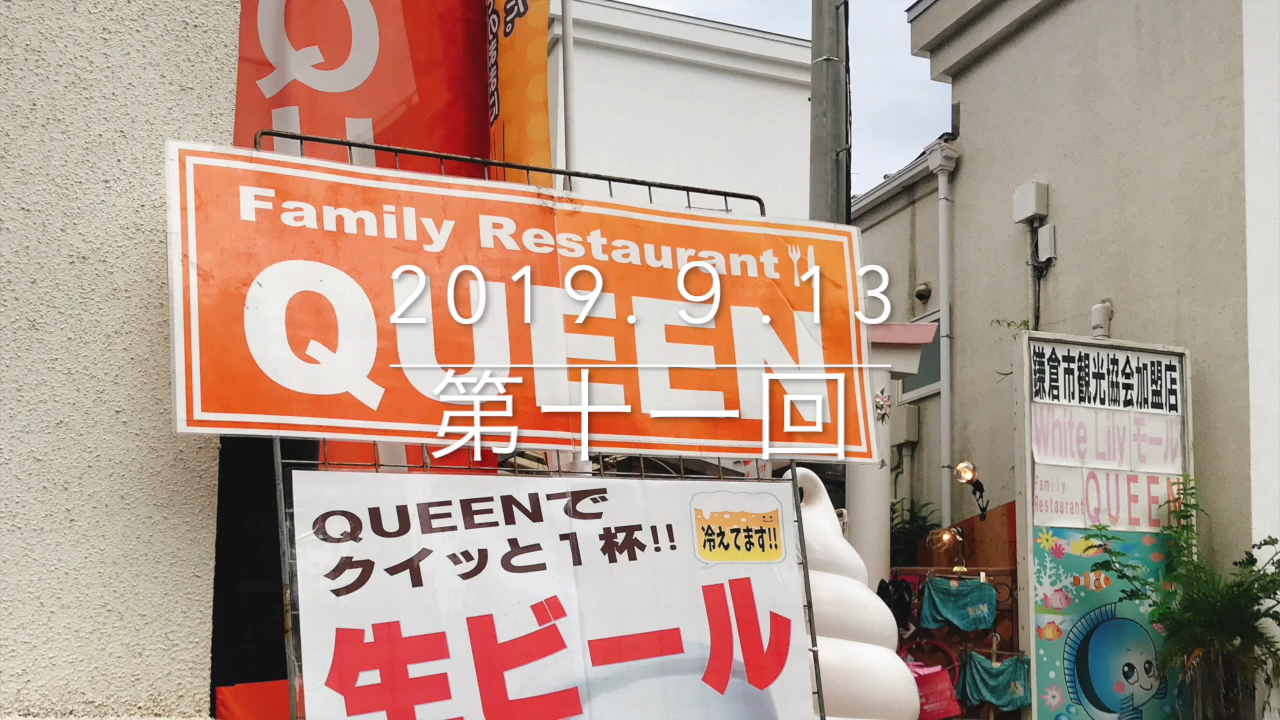 Family Restaurant
QUEEN
2019.9.13
第十一回
QUEENで
クイッと1杯!!
冷えてます!!
生ビール
鎌倉市観光協会加盟店
White Lily モール
Family
Restaurant QUEEN